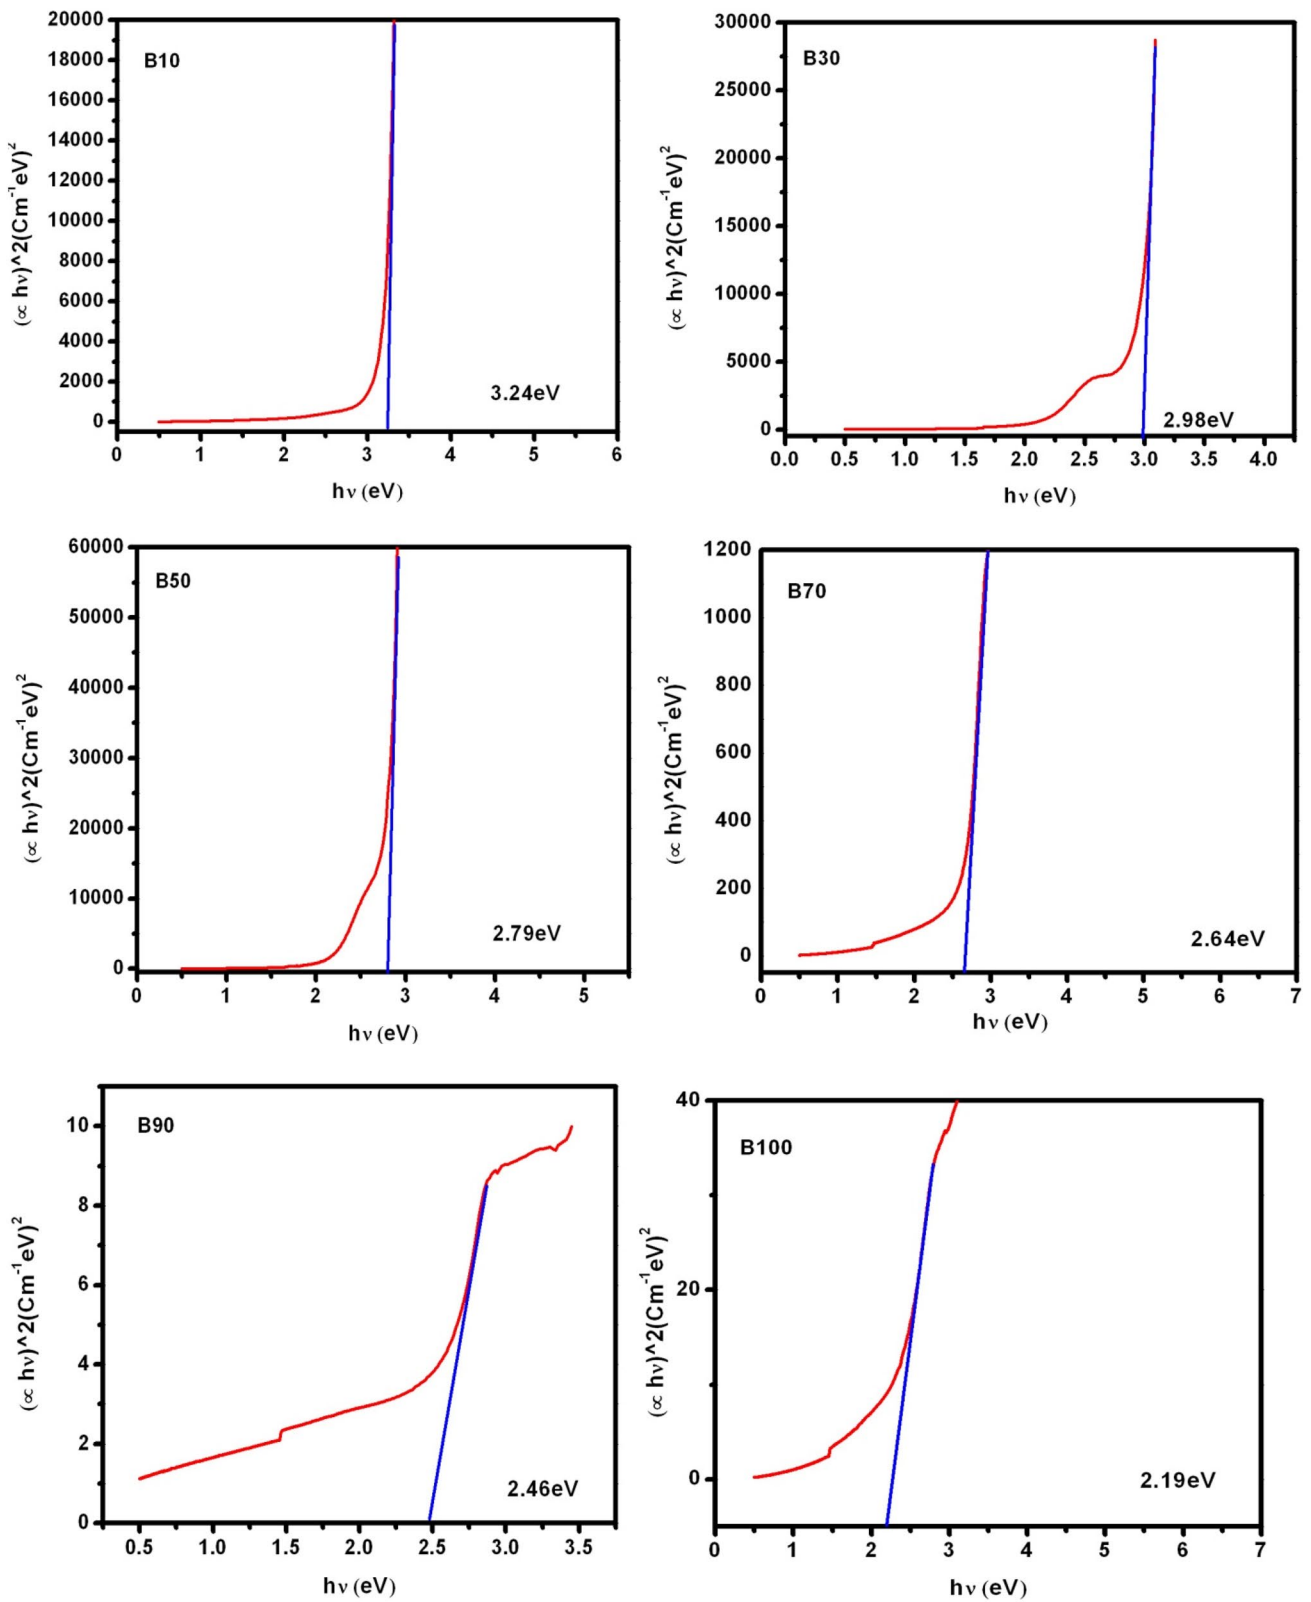 B10
20000
18000
16000
14000
12000
10000
8000
6000
4000
2000
0
(∝ hν)^2(Cm⁻¹eV)²
3.24eV
0 1 2 3 4 5 6
hν (eV)
B30
30000
25000
20000
15000
10000
5000
0
(∝ hν)^2(Cm⁻¹eV)²
2.98eV
0.0 0.5 1.0 1.5 2.0 2.5 3.0 3.5 4.0
hν (eV)
B50
60000
50000
40000
30000
20000
10000
0
(∝ hν)^2(Cm⁻¹eV)²
2.79eV
0 1 2 3 4 5
hν (eV)
B70
1200
1000
800
600
400
200
0
(∝ hν)^2(Cm⁻¹eV)²
2.64eV
0 1 2 3 4 5 6 7
hν (eV)
B90
10
8
6
4
2
0
(∝ hν)^2(Cm⁻¹eV)²
2.46eV
0.5 1.0 1.5 2.0 2.5 3.0 3.5
hν (eV)
B100
40
20
0
(∝ hν)^2(Cm⁻¹eV)²
2.19eV
0 1 2 3 4 5 6 7
hν (eV)